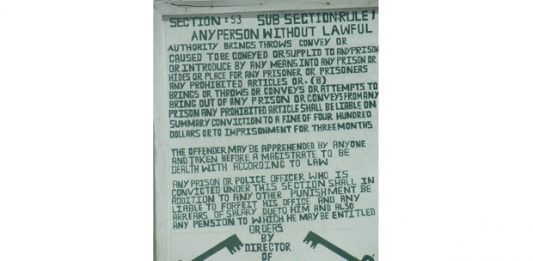 SECTION:53 SUB SECTION:RULE 1
ANY PERSON WITHOUT LAWFUL
AUTHORITY BRINGS THROWS CONVEY OR
CAUSED TO BE CONEYED OR SUPPLID TO ANY PRISON
OR INTRODUCE BY ANY MEANS INTO ANY PRISON OR
HIDES OR PLACE FOR ANY PRISONER OR PRISONERS
ANY PROHIBITED ARTICLES OR. (B)
BRINGS OR THROWS OR CONVEYS OR ATTEMPTS TO
BRING OUT OF ANY PRISON OR CONVEYS FROM ANY
PRISON ANY PROHIBITED ARTICLE SHALL BE LIABLE ON
SUMMARY CONVICTION TO A FINE OF FOUR HUNDRED
DOLLARS OR TO IMPRISONMENT FOR THREE MONTHS
THE OFFENDER MAY BE APPREHENDED BY ANYONE
AND TAKEN BEFORE A MAGISTRATE TO BE
DEALTH WITH ACCORDING TO LAW
ANY PRISON OR POLICE OFFICER WHO IS
CONVICTED UNDER THIS SECTION SHALL IN
ADDITION TO ANY OTHER PUNISHMENT BE
LIABLE TO FORFEIT HIS OFFICE AND ANY
ARREARS OF SALARY DUE TO HIM AND ALSO
ANY PENSION TO WHICH HE MAY BE ENTITLED
ORDERS
BY
DIRECTOR
OF